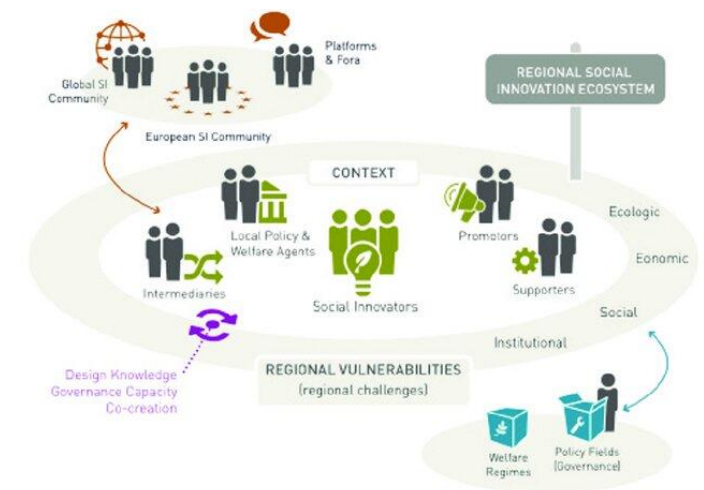 Platforms
& Fora
Global SI
Community
European SI Community
REGIONAL SOCIAL
INNOVATION ECOSYSTEM
CONTEXT
Local Policy &
Welfare Agents
Promotors
Ecologic
Eonomic
Intermediaries
Social Innovators
Supporters
Social
Institutional
REGIONAL VULNERABILITIES
(regional challenges)
Design Knowledge
Governance Capacity
Co-creation
Welfare
Regimes
Policy Fields
(Governance)